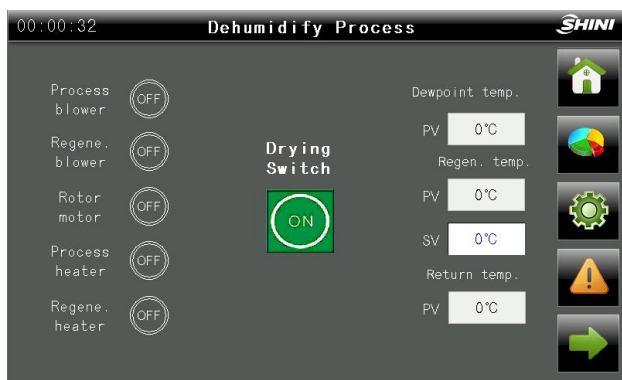 00:00:32
Dehumidify Process
SHINI
Process
blower
OFF
Regene.
blower
OFF
Rotor
motor
OFF
Process
heater
OFF
Regene.
heater
OFF
Drying
Switch
ON
Dewpoint temp.
PV 0℃
Regen. temp.
PV 0℃
SV 0℃
Return temp.
PV 0℃